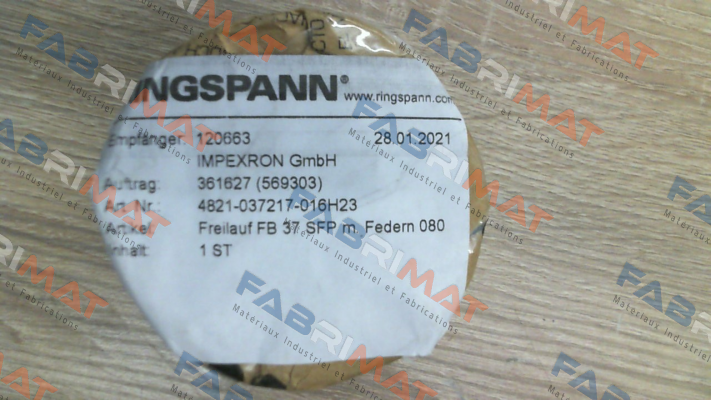 INGSPANN®
www.ringspann.com
Empfänger: 120663 28.01.2021
IMPEXRON GmbH
Auftrag: 361627 (569303)
Art-Nr.: 4821-037217-016H23
Artikel: Freilauf FB 37 SFP m. Federn 080
Inhalt: 1 ST
FABRIMAT
Matériaux Industriel et Fabrications